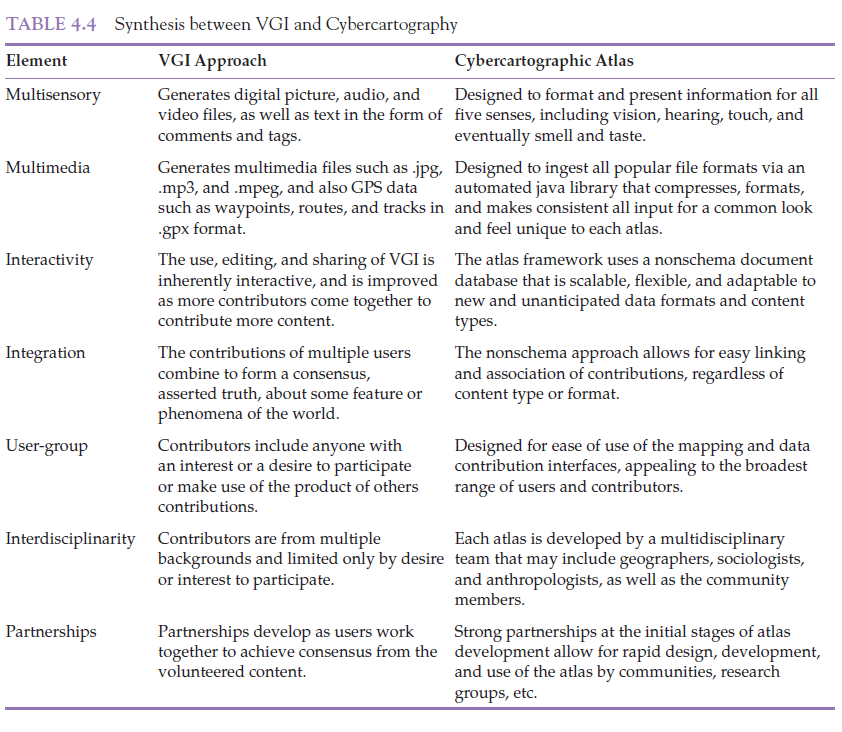 TABLE 4.4 Synthesis between VGI and Cybercartography
Element VGI Approach Cybercartographic Atlas
Multisensory Generates digital picture, audio, and Designed to format and present information for all
video files, as well as text in the form of five senses, including vision, hearing, touch, and
comments and tags. eventually smell and taste.
Multimedia Generates multimedia files such as .jpg, Designed to ingest all popular file formats via an
.mp3, and .mpeg, and also GPS data automated java library that compresses, formats,
such as waypoints, routes, and tracks in and makes consistent all input for a common look
.gpx format. and feel unique to each atlas.
Interactivity The use, editing, and sharing of VGI is The atlas framework uses a nonschema document
inherently interactive, and is improved database that is scalable, flexible, and adaptable to
as more contributors come together to new and unanticipated data formats and content
contribute more content. types.
Integration The contributions of multiple users The nonschema approach allows for easy linking
combine to form a consensus, and association of contributions, regardless of
asserted truth, about some feature or content type or format.
phenomena of the world.
User-group Contributors include anyone with Designed for ease of use of the mapping and data
an interest or a desire to participate contribution interfaces, appealing to the broadest
or make use of the product of others range of users and contributors.
contributions.
Interdisciplinarity Contributors are from multiple Each atlas is developed by a multidisciplinary
backgrounds and limited only by desire team that may include geographers, sociologists,
or interest to participate. and anthropologists, as well as the community
members.
Partnerships Partnerships develop as users work Strong partnerships at the initial stages of atlas
together to achieve consensus from the development allow for rapid design, development,
volunteered content. and use of the atlas by communities, research
groups, etc.